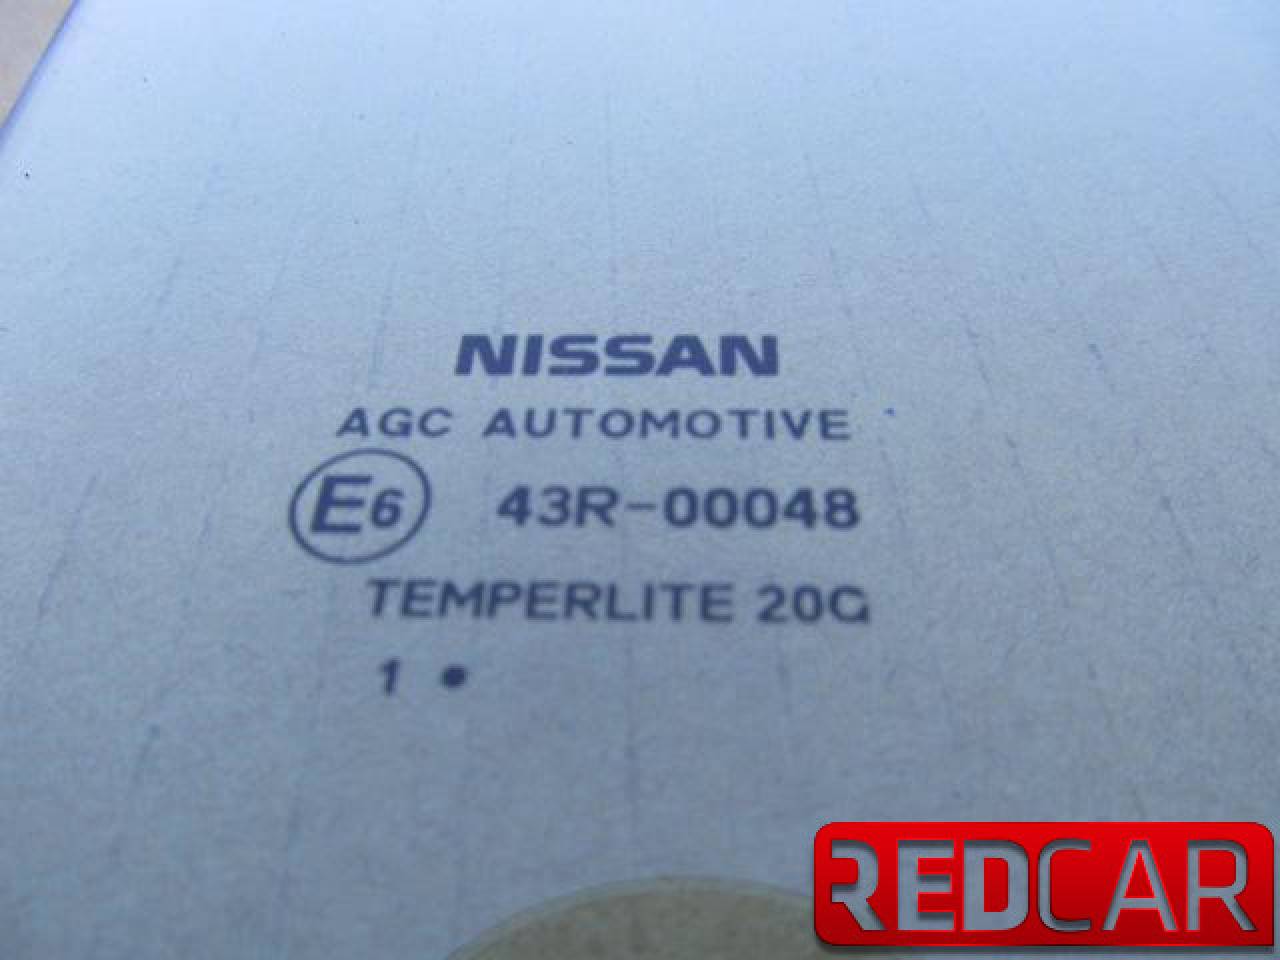 NISSAN
AGC AUTOMOTIVE
E6 43R-00048
TEMPERLITE 20G
1 •
REDCAR